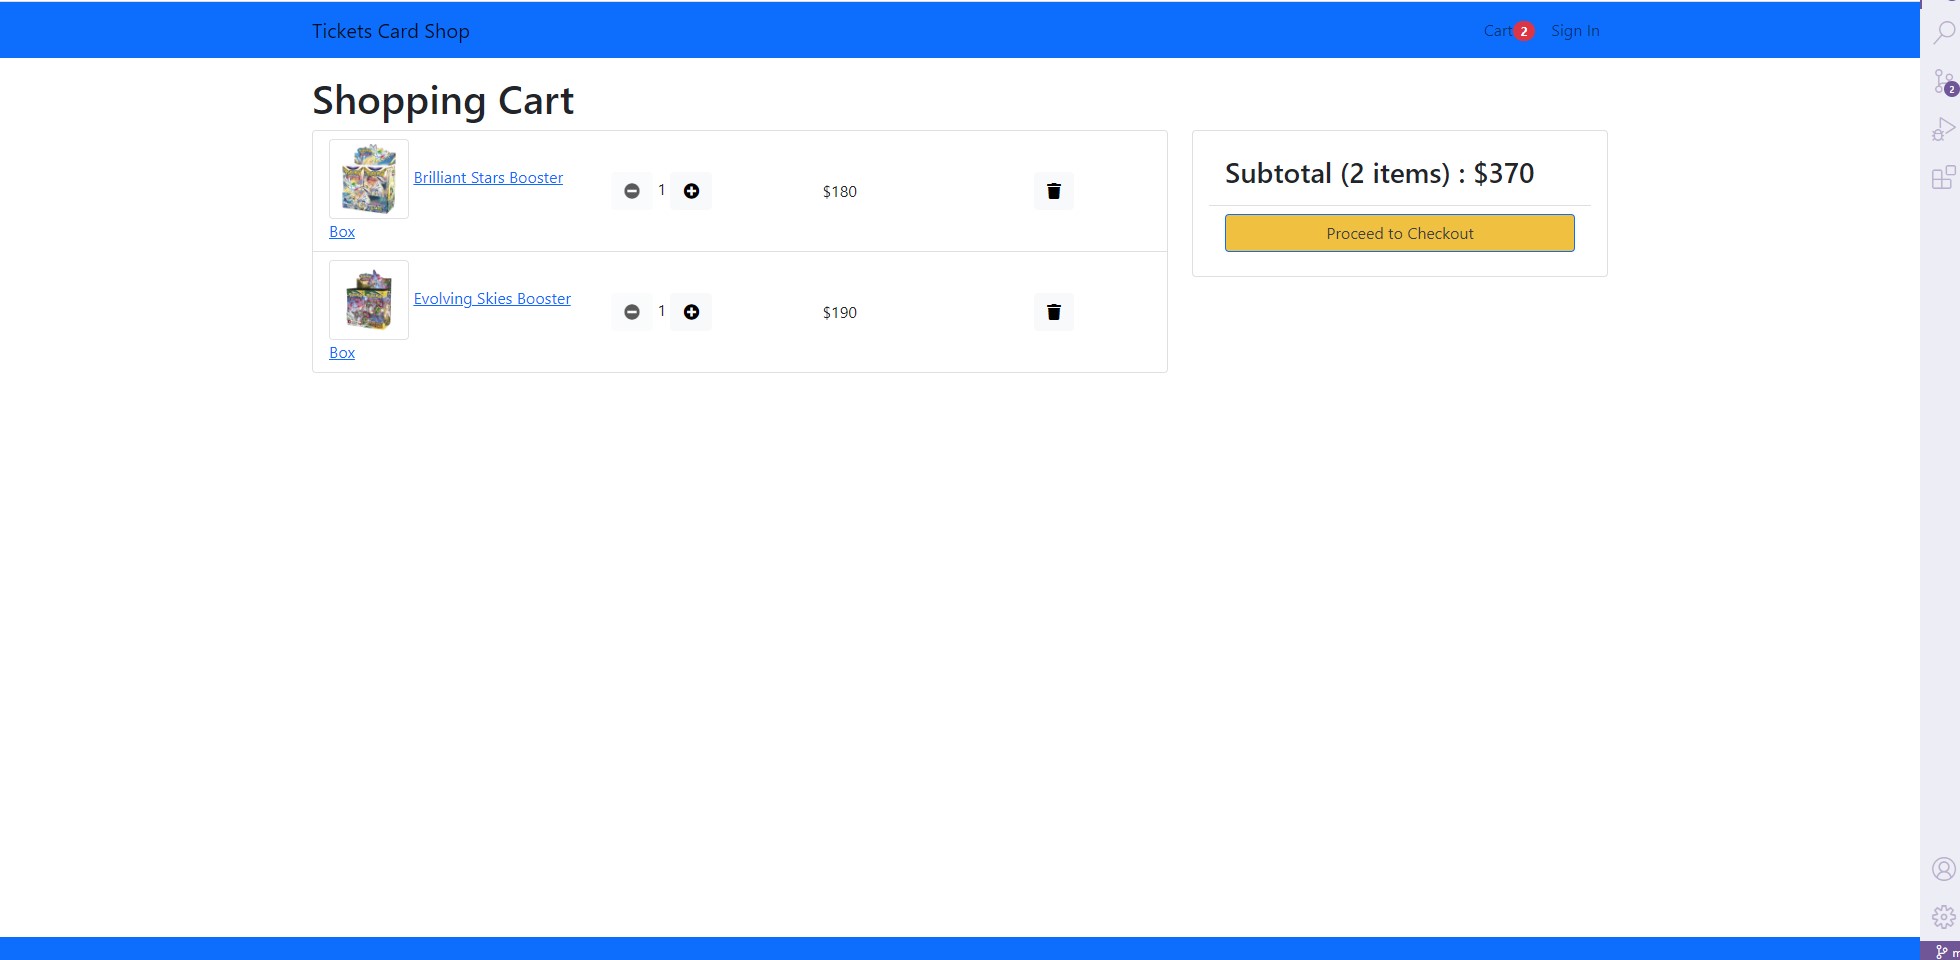 Tickets Card Shop
Cart 2 Sign In
Shopping Cart
Brilliant Stars Booster
Box
1
$180
Evolving Skies Booster
Box
1
$190
Subtotal (2 items) : $370
Proceed to Checkout
2